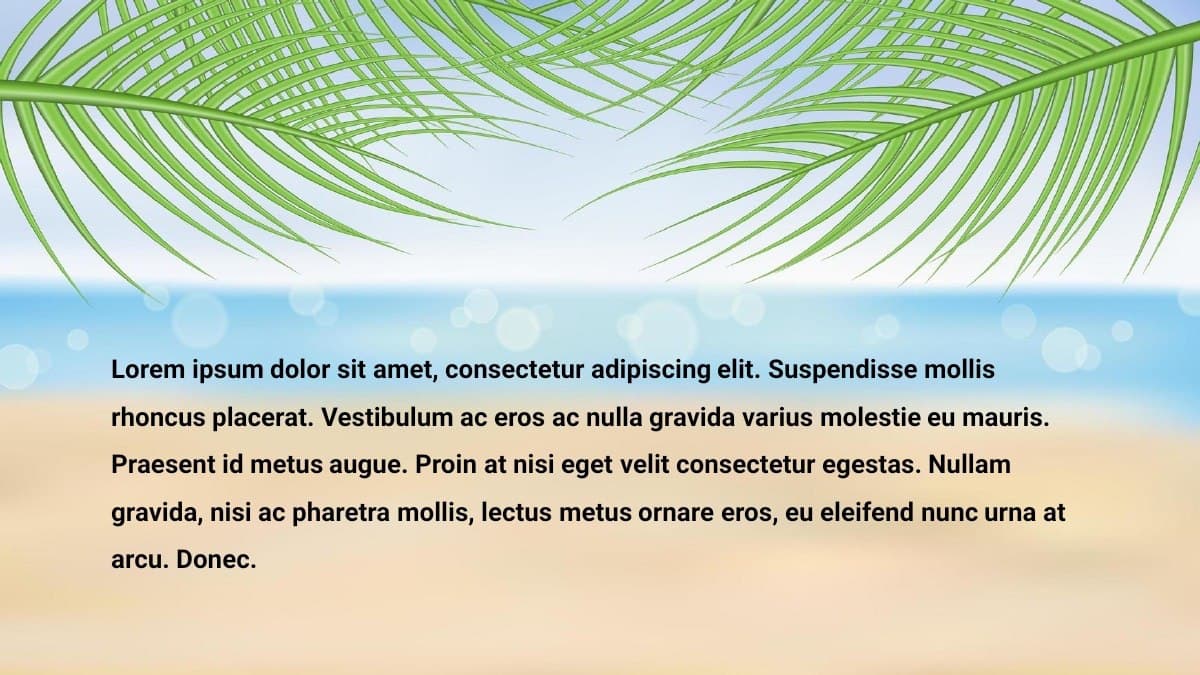 Lorem ipsum dolor sit amet, consectetur adipiscing elit. Suspendisse mollis
rhoncus placerat. Vestibulum ac eros ac nulla gravida varius molestie eu mauris.
Praesent id metus augue. Proin at nisi eget velit consectetur egestas. Nullam
gravida, nisi ac pharetra mollis, lectus metus ornare eros, eu eleifend nunc urna at
arcu. Donec.